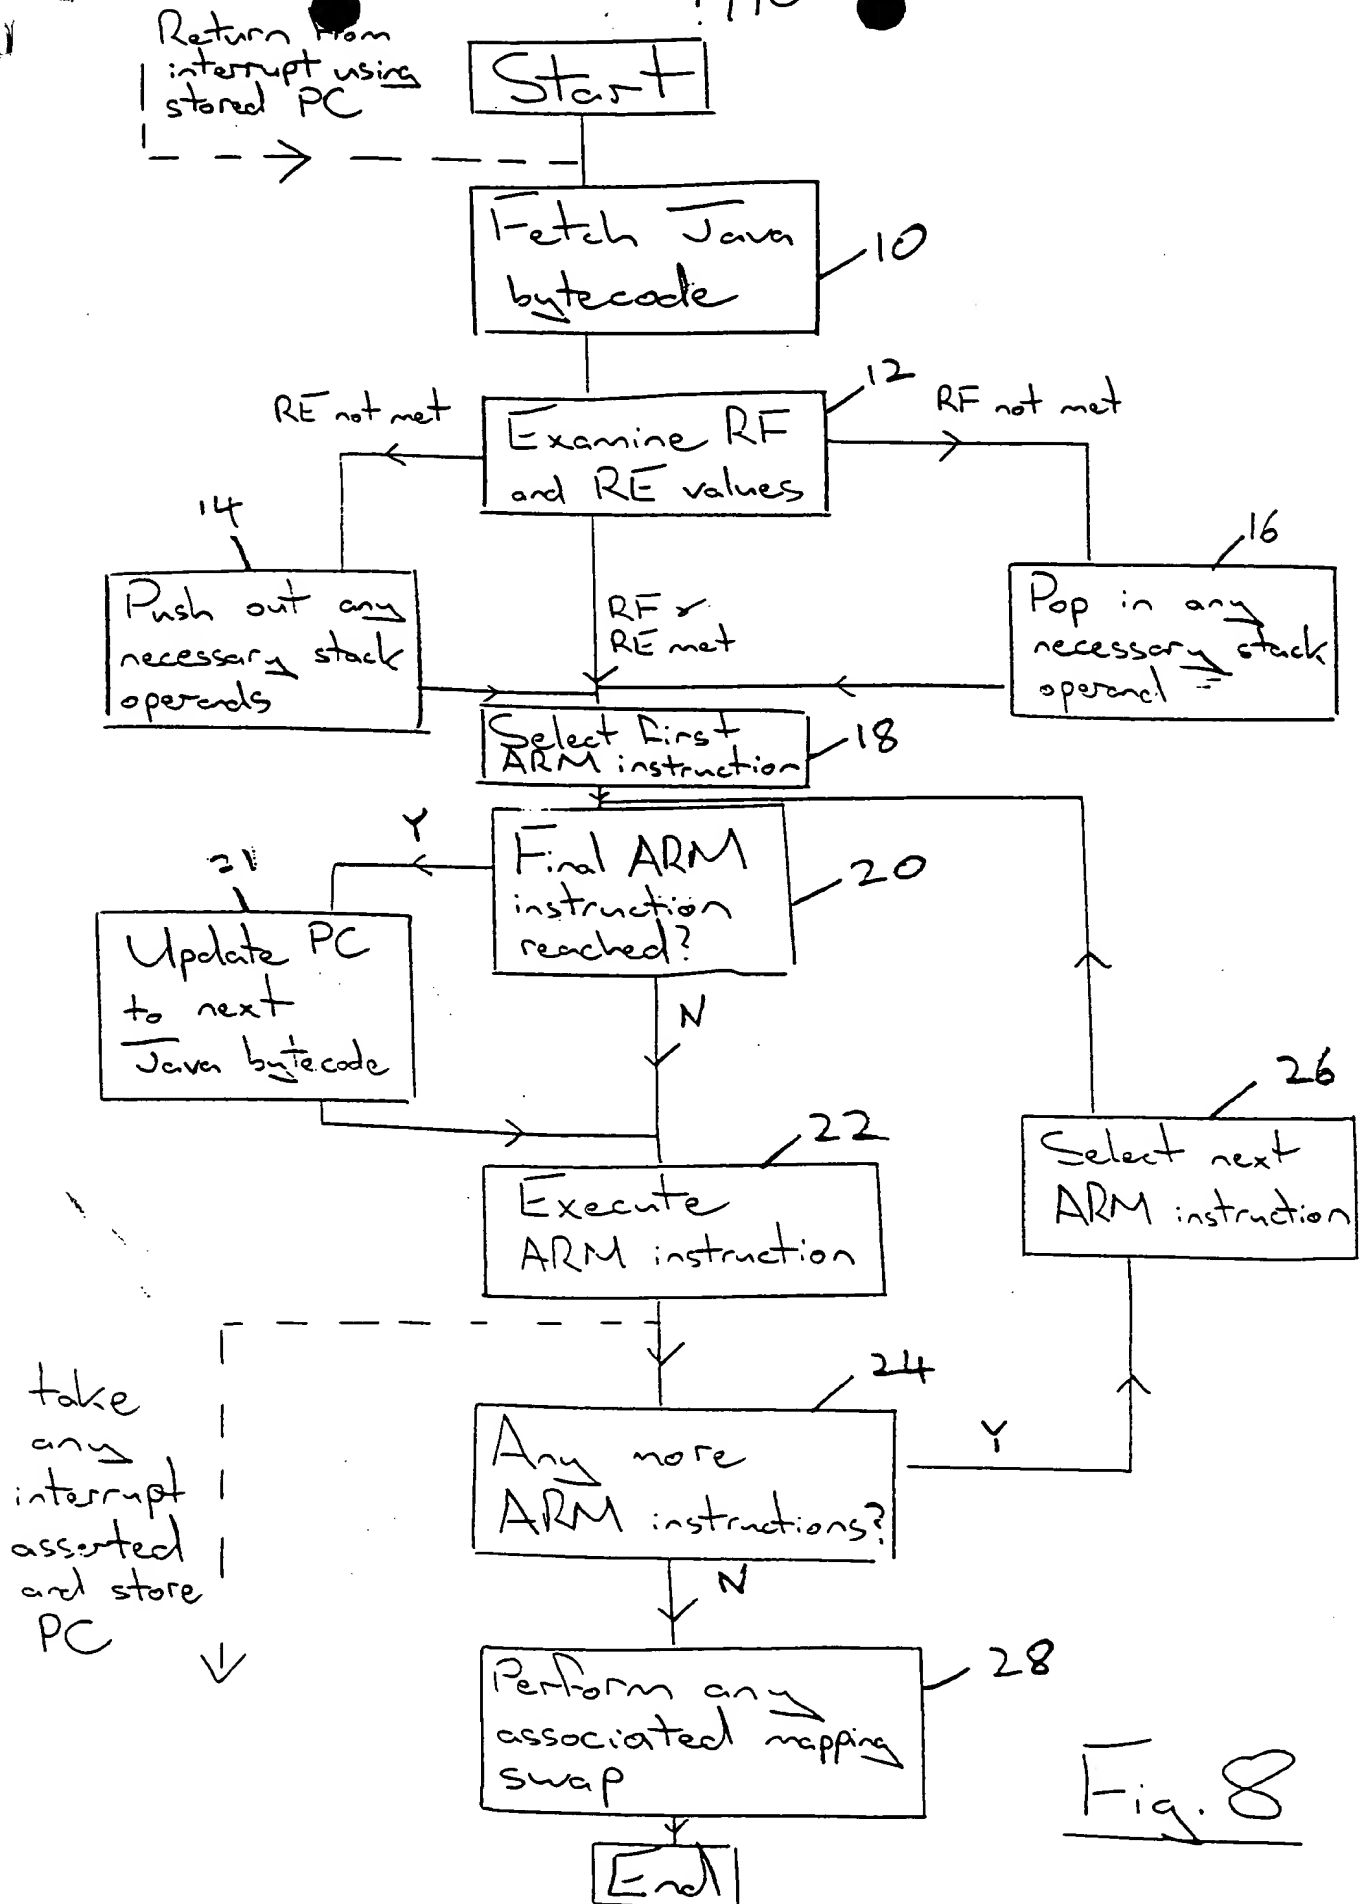 Return from
interrupt using
stored PC
Start
Fetch Java
bytecode
10
12
RE not met
RF not met
Examine RF
and RE values
14
16
Push out any
necessary stack
operands
RF &
RE met
Pop in any
necessary stack
operand
Select first
ARM instruction
18
Y
Final ARM
instruction
reached?
20
21
Update PC
to next
Java bytecode
N
22
26
Execute
ARM instruction
Select next
ARM instruction
take
any
interrupt
asserted
and store
PC
24
Any more
ARM instructions?
Y
N
28
Perform any
associated mapping
swap
Fig. 8
End